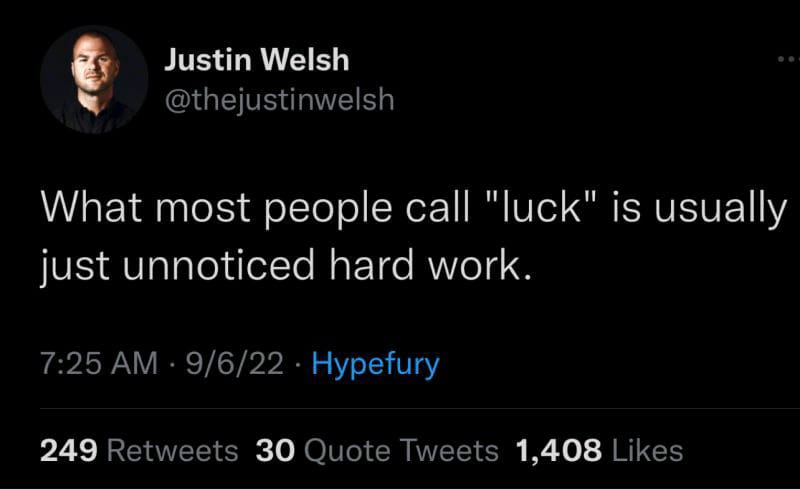 Justin Welsh
@thejustinwelsh
What most people call "luck" is usually
just unnoticed hard work.
7:25 AM · 9/6/22 · Hypefury
249 Retweets 30 Quote Tweets 1,408 Likes